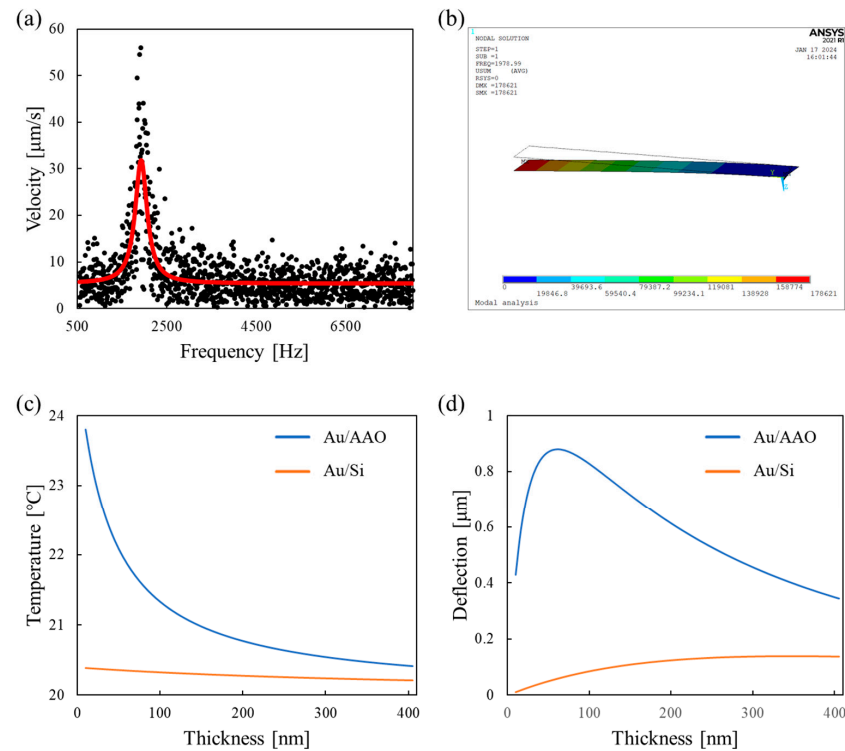 (a)
60
50
40
30
20
10
0
500
2500
4500
6500
Velocity [μm/s]
Frequency [Hz]
(b)
1
NODAL SOLUTION
STEP=1
SUB =1
FREQ=1978.99
USUM (AVG)
RSYS=0
DMX =178621
SMX =178621
ANSYS
2021 R1
JAN 17 2024
16:01:44
0
19846.8
39693.6
59540.4
79387.2
99234.1
119081
138928
158774
178621
Modal analysis
(c)
24
23
22
21
20
0
100
200
300
400
Temperature [℃]
Thickness [nm]
Au/AAO
Au/Si
(d)
1
0.8
0.6
0.4
0.2
0
0
100
200
300
400
Deflection [μm]
Thickness [nm]
Au/AAO
Au/Si